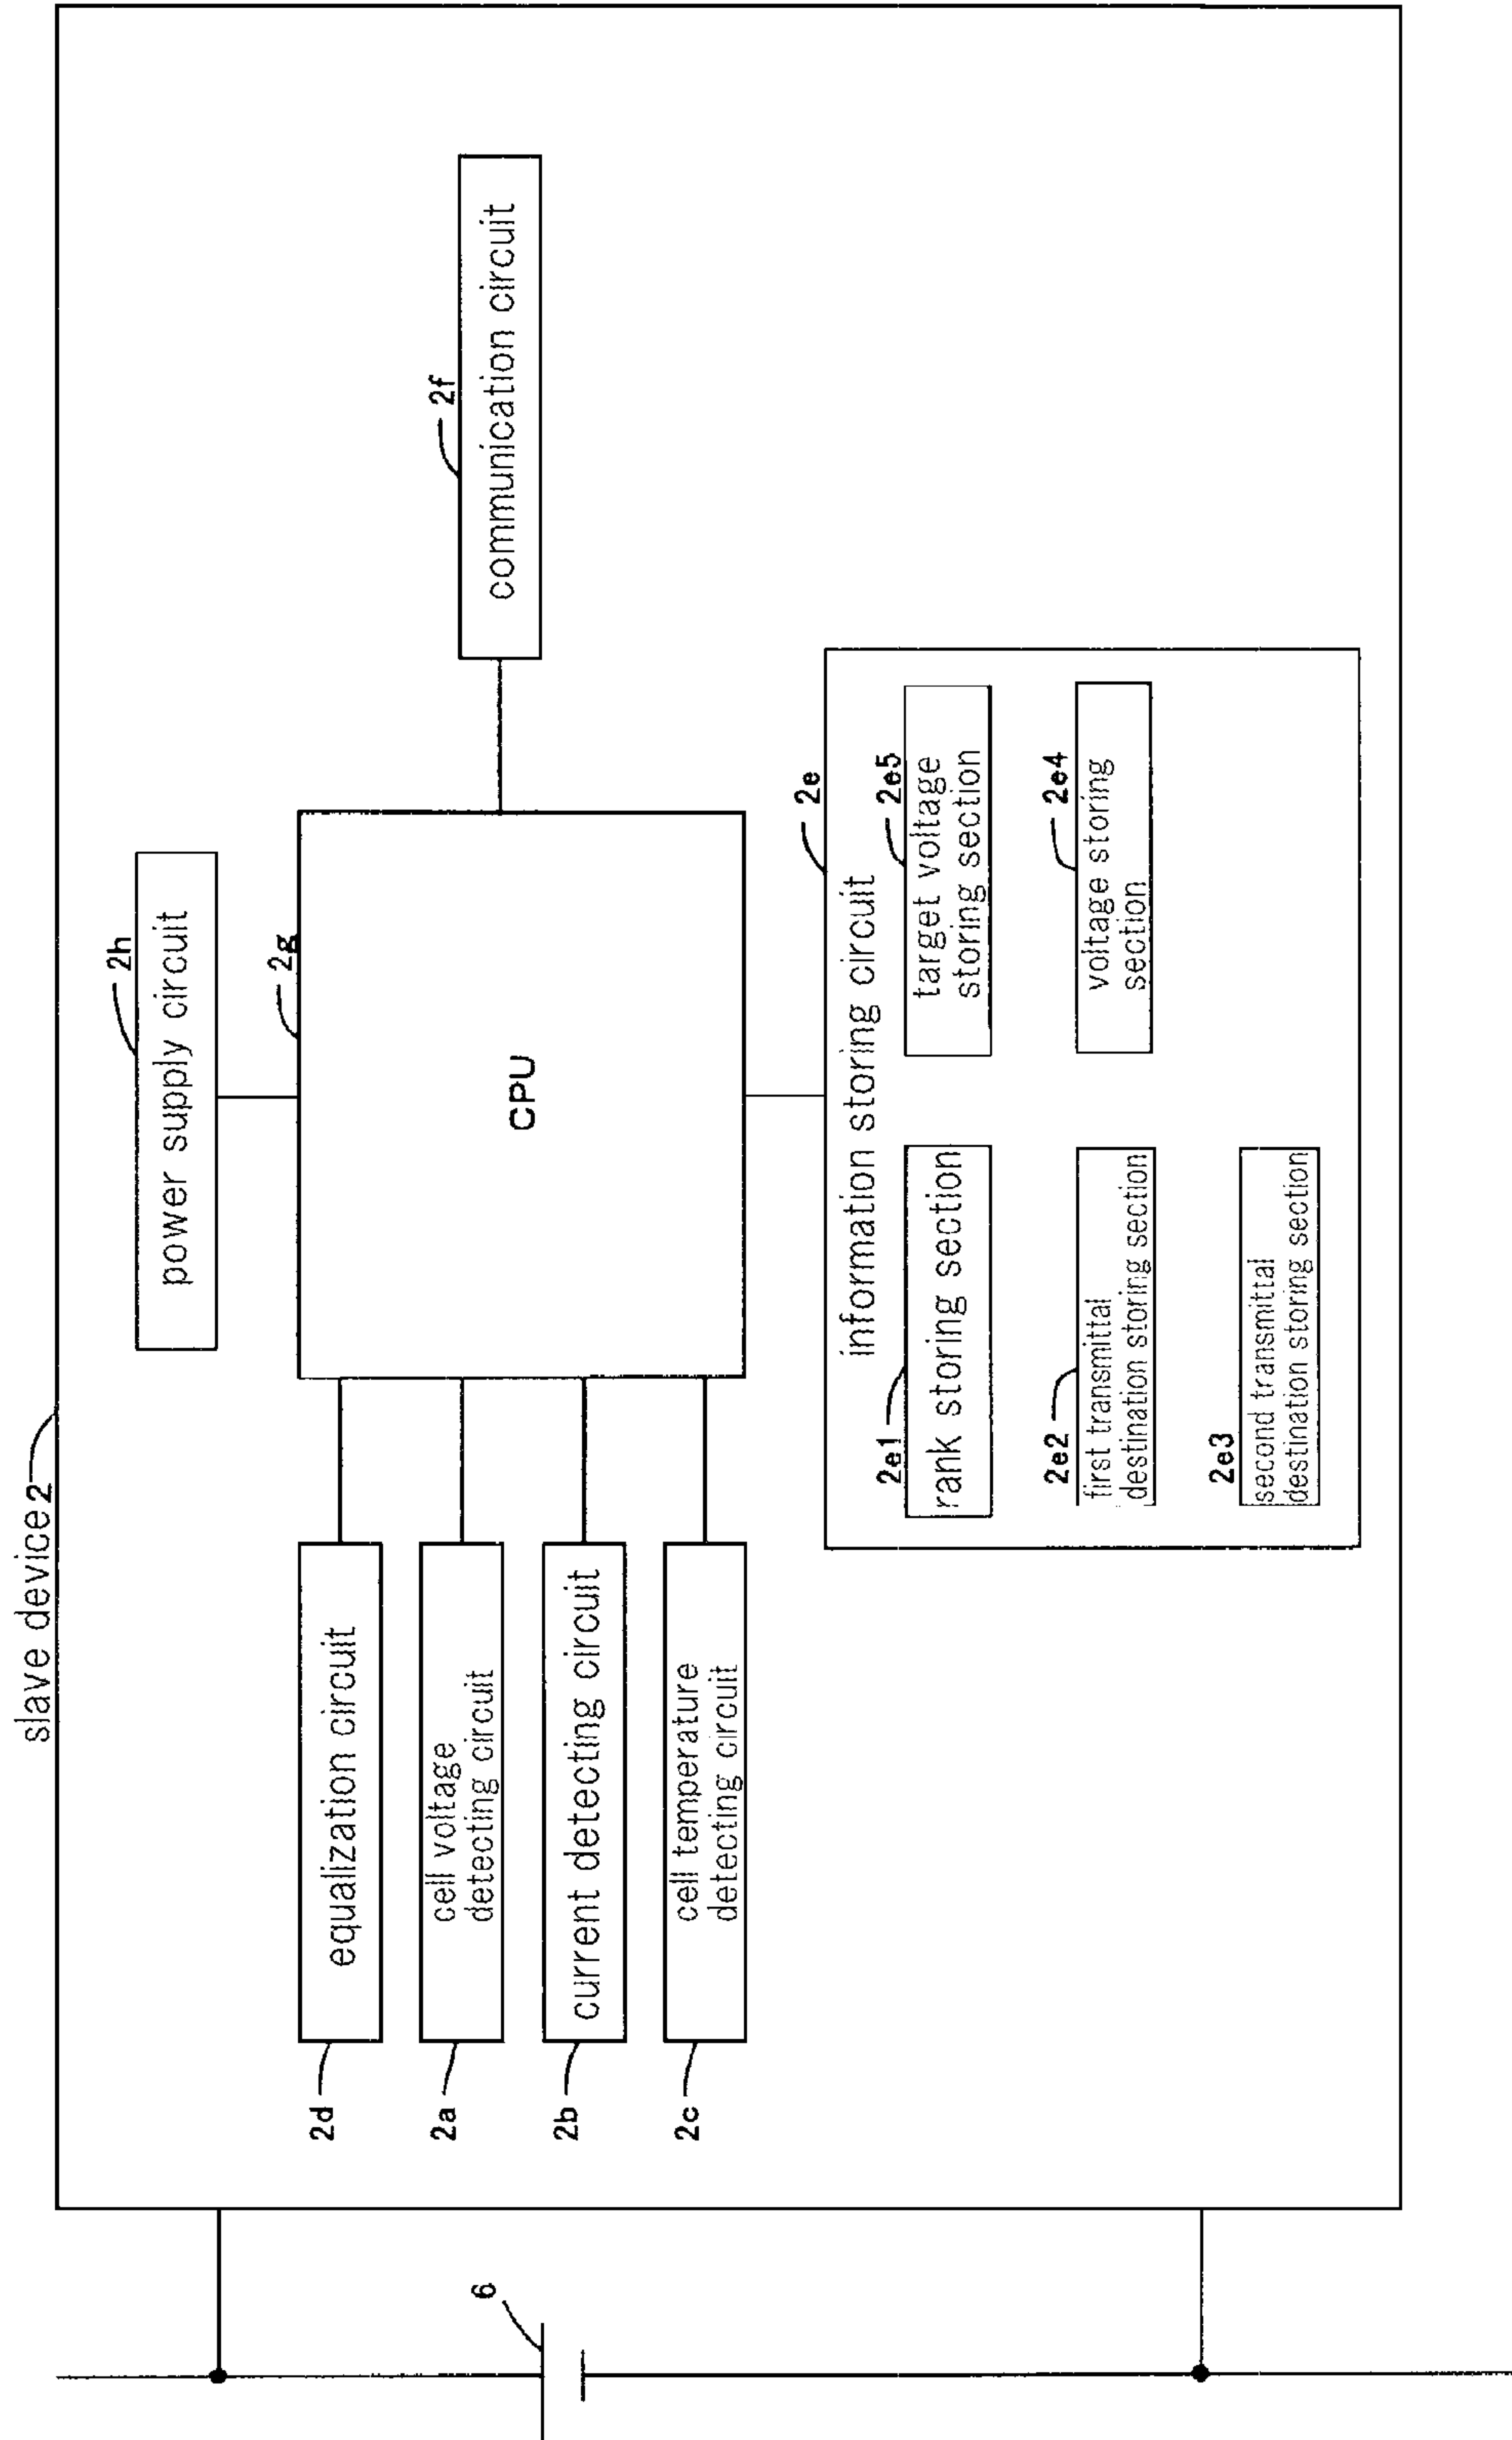 slave device 2
2h
power supply circuit
2d
equalization circuit
2g
CPU
2a
cell voltage
detecting circuit
2f
communication circuit
2b
current detecting circuit
2c
cell temperature
detecting circuit
2e
information storing circuit
2e1
rank storing section
2e5
target voltage
storing section
2e2
first transmittal
destination storing section
2e4
voltage storing
section
2e3
second transmittal
destination storing section
6